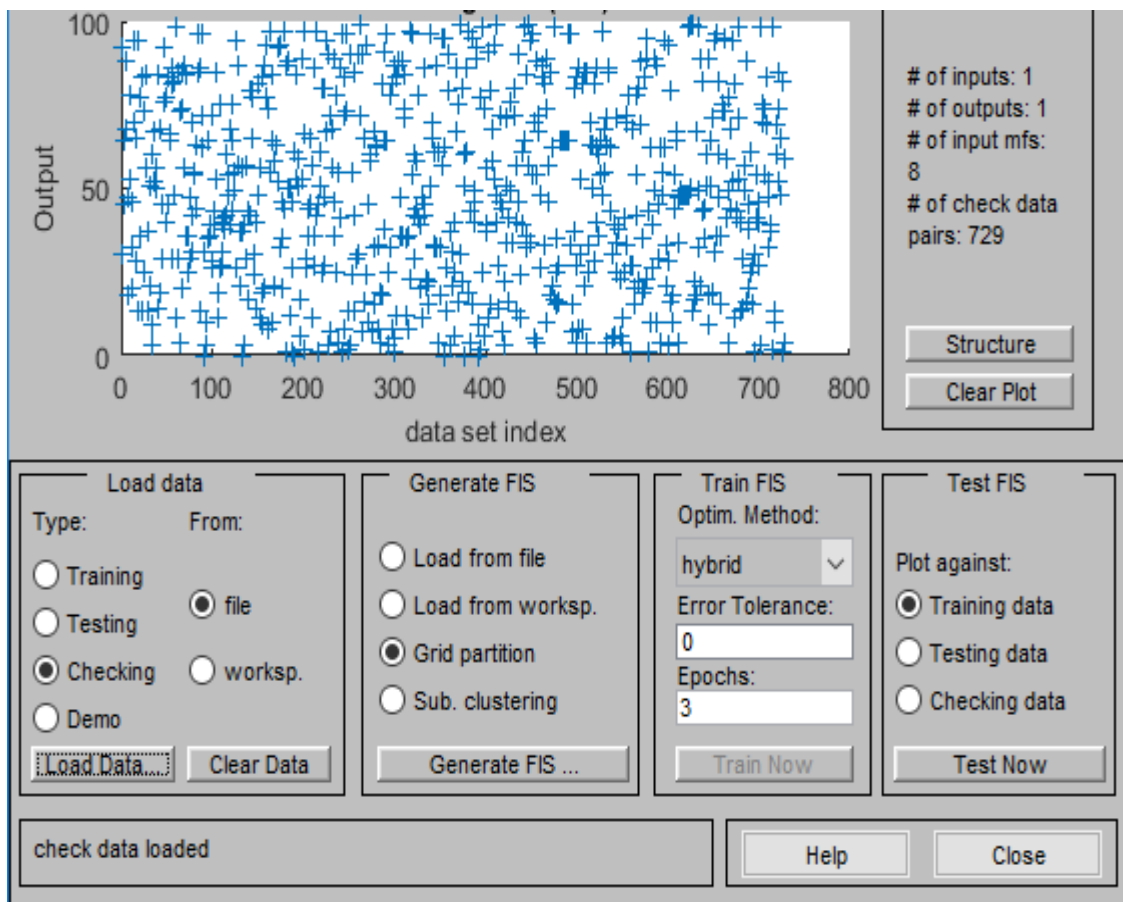 100
50
0
Output
0 100 200 300 400 500 600 700 800
data set index
# of inputs: 1
# of outputs: 1
# of input mfs:
8
# of check data
pairs: 729
Structure
Clear Plot
Load data
Type: From:
Training
Testing
Checking
Demo
file
worksp.
Load Data...
Clear Data
Generate FIS
Load from file
Load from worksp.
Grid partition
Sub. clustering
Generate FIS ...
Train FIS
Optim. Method:
hybrid
Error Tolerance:
0
Epochs:
3
Train Now
Test FIS
Plot against:
Training data
Testing data
Checking data
Test Now
check data loaded
Help
Close